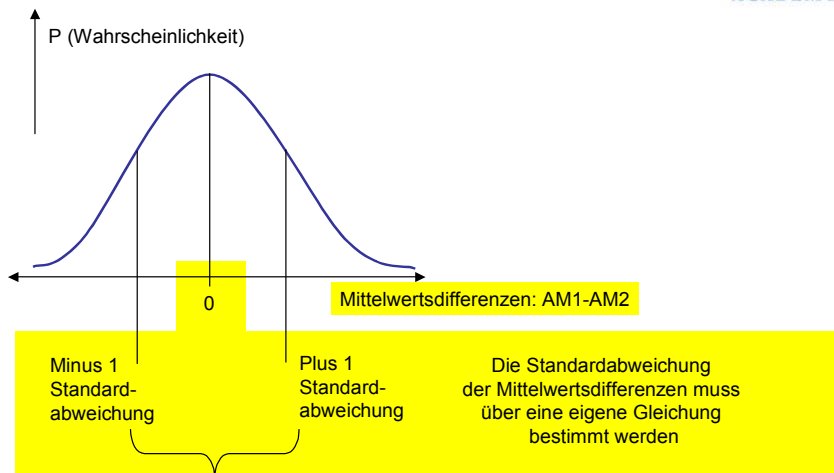 P (Wahrscheinlichkeit)
0
Mittelwertsdifferenzen: AM1-AM2
Minus 1
Standard-
abweichung
Plus 1
Standard-
abweichung
Die Standardabweichung
der Mittelwertsdifferenzen muss
über eine eigene Gleichung
bestimmt werden